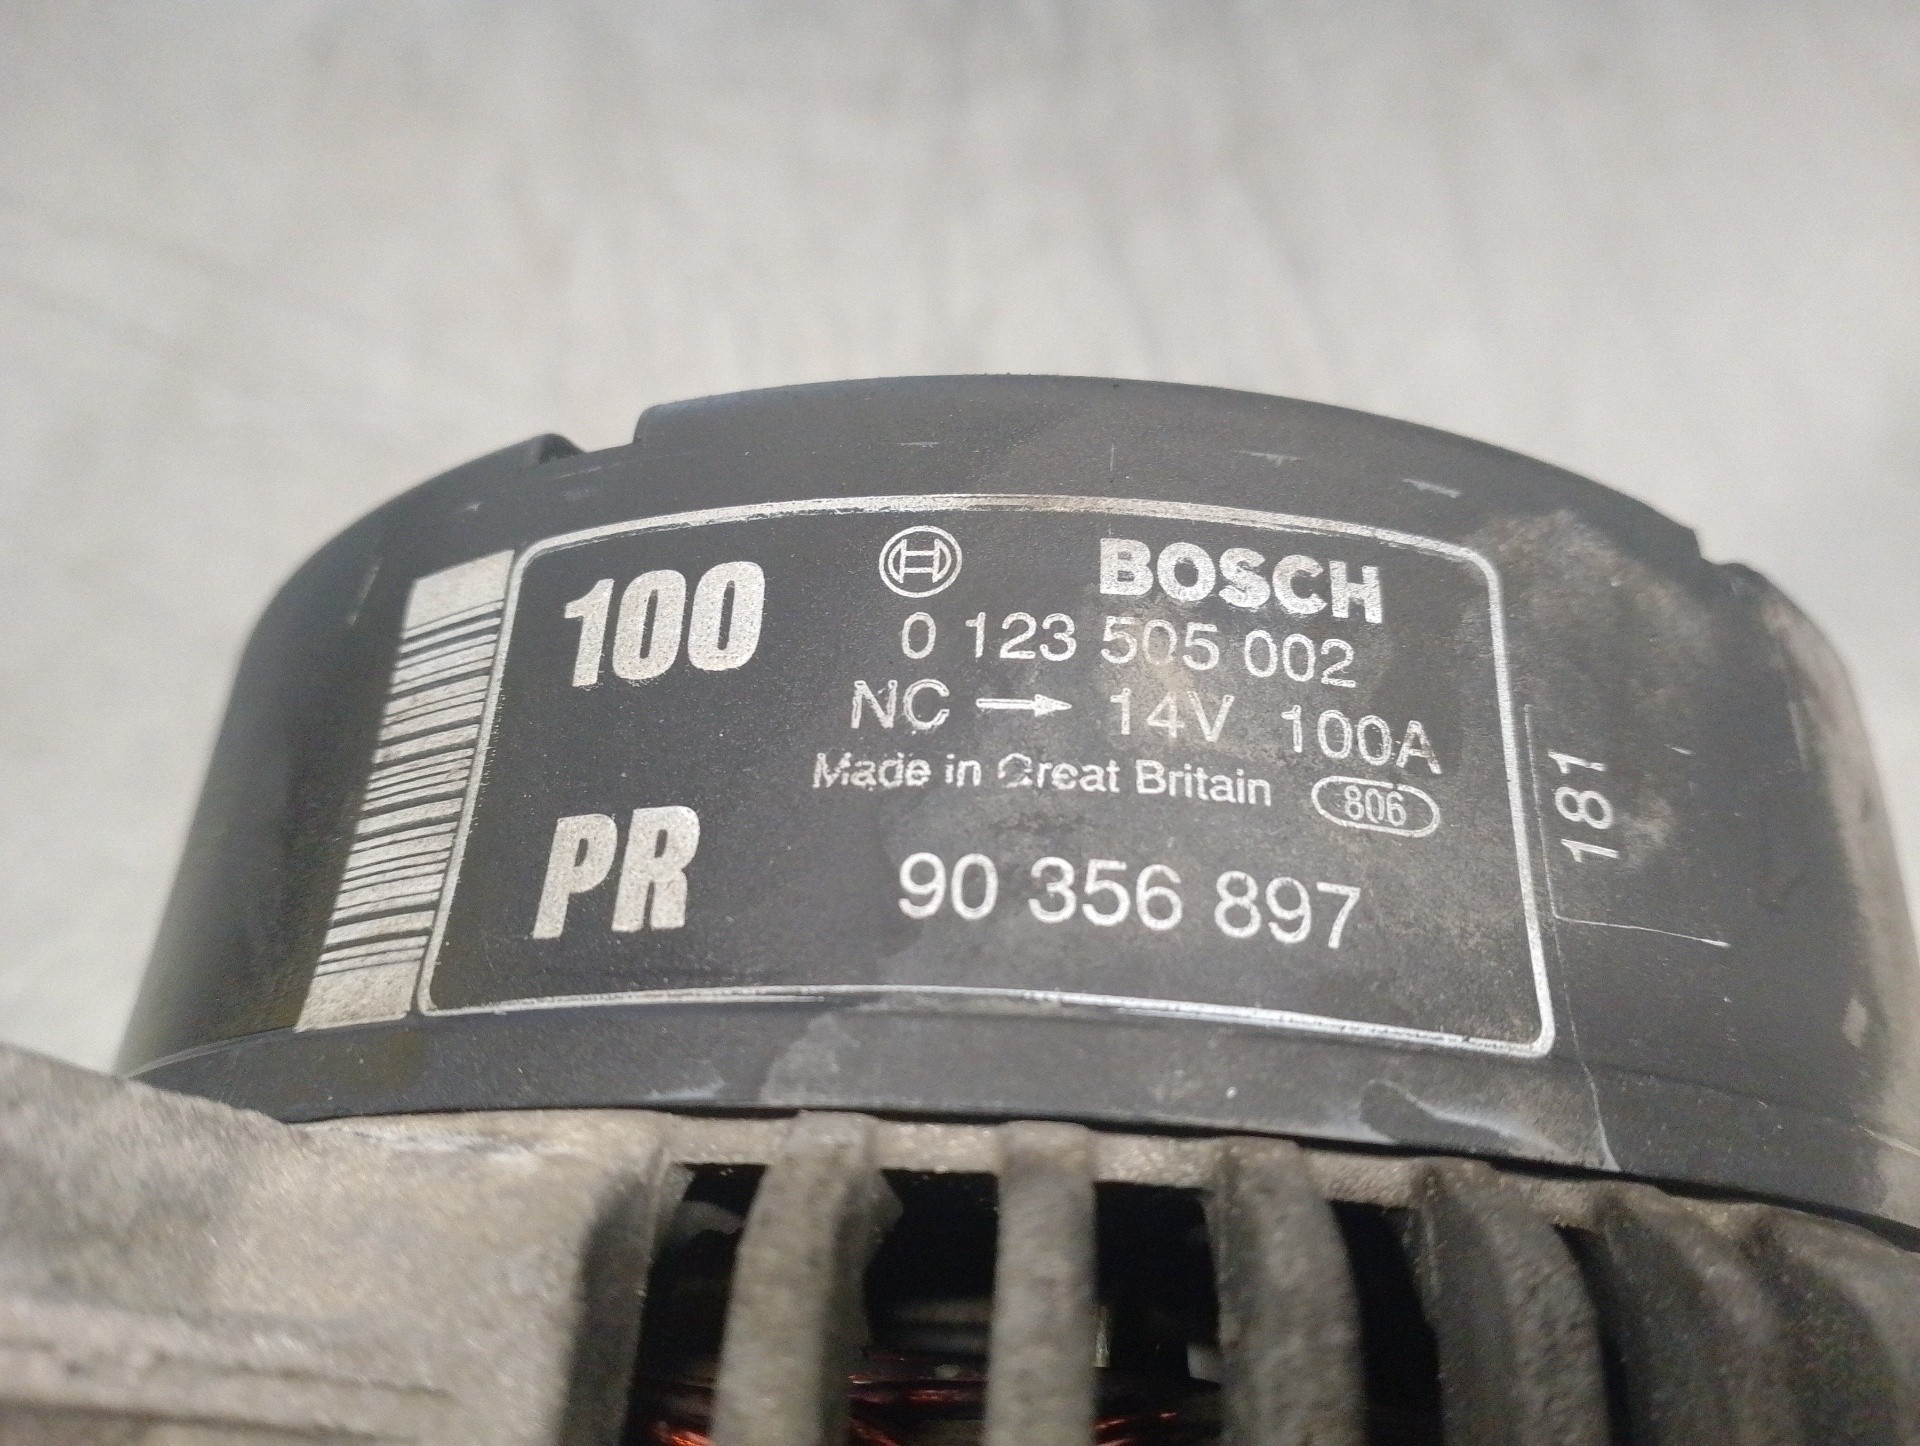 100 BOSCH
0 123 505 002
NC → 14V 100A
Made in Great Britain 806
PR 90 356 897
181